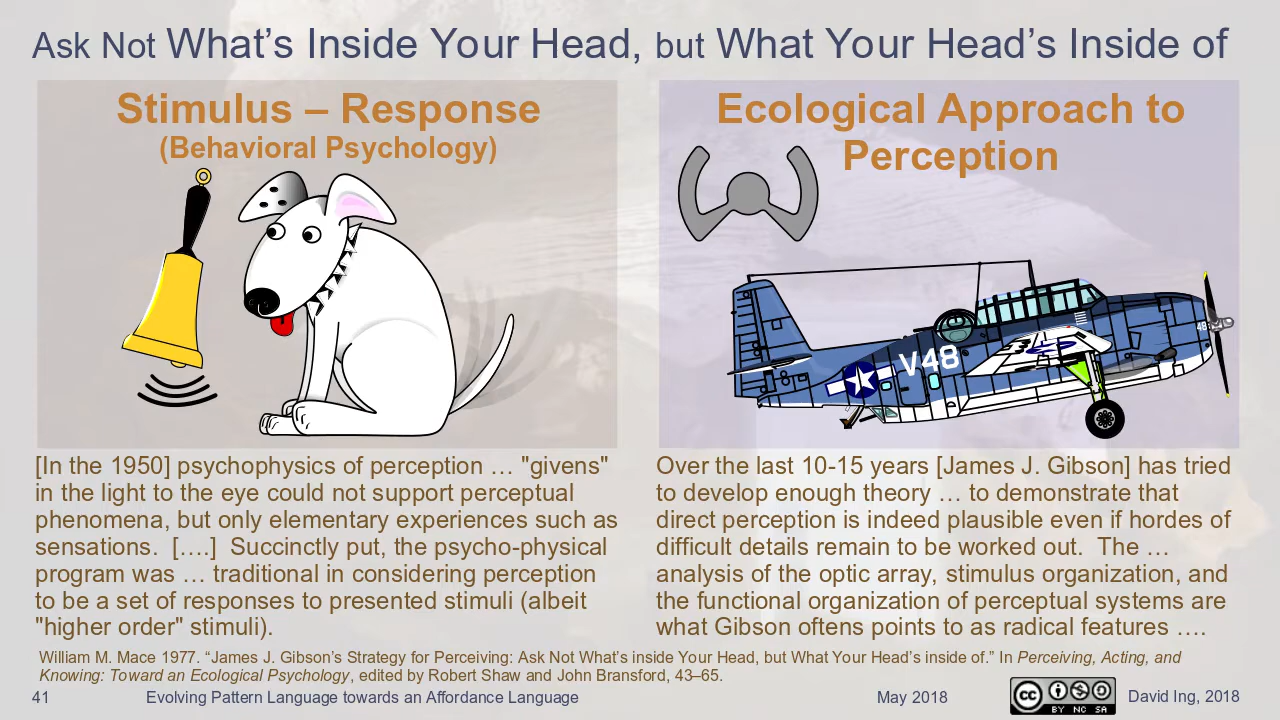 Ask Not What's Inside Your Head, but What Your Head's Inside of
Stimulus – Response
(Behavioral Psychology)
[In the 1950] psychophysics of perception … "givens"
in the light to the eye could not support perceptual
phenomena, but only elementary experiences such as
sensations.  [….]  Succinctly put, the psycho-physical
program was … traditional in considering perception
to be a set of responses to presented stimuli (albeit
"higher order" stimuli).
Ecological Approach to
Perception
V48
48
Over the last 10-15 years [James J. Gibson] has tried
to develop enough theory … to demonstrate that
direct perception is indeed plausible even if hordes of
difficult details remain to be worked out.  The …
analysis of the optic array, stimulus organization, and
the functional organization of perceptual systems are
what Gibson oftens points to as radical features ….
William M. Mace 1977. “James J. Gibson’s Strategy for Perceiving: Ask Not What’s inside Your Head, but What Your Head’s inside of.” In Perceiving, Acting, and
Knowing: Toward an Ecological Psychology, edited by Robert Shaw and John Bransford, 43–65.
41 Evolving Pattern Language towards an Affordance Language May 2018 cc BY NC SA David Ing, 2018